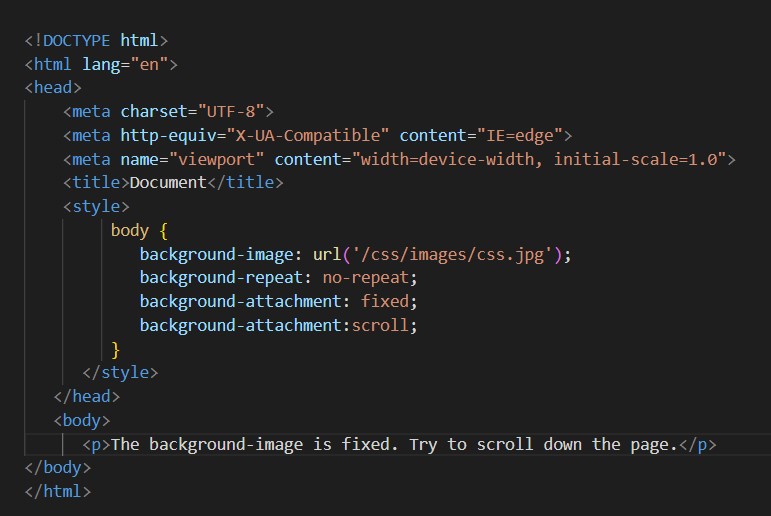 <!DOCTYPE html>
<html lang="en">
<head>
<meta charset="UTF-8">
<meta http-equiv="X-UA-Compatible" content="IE=edge">
<meta name="viewport" content="width=device-width, initial-scale=1.0">
<title>Document</title>
<style>
body {
background-image: url('/css/images/css.jpg');
background-repeat: no-repeat;
background-attachment: fixed;
background-attachment:scroll;
}
</style>
</head>
<body>
<p>The background-image is fixed. Try to scroll down the page.</p>
</body>
</html>